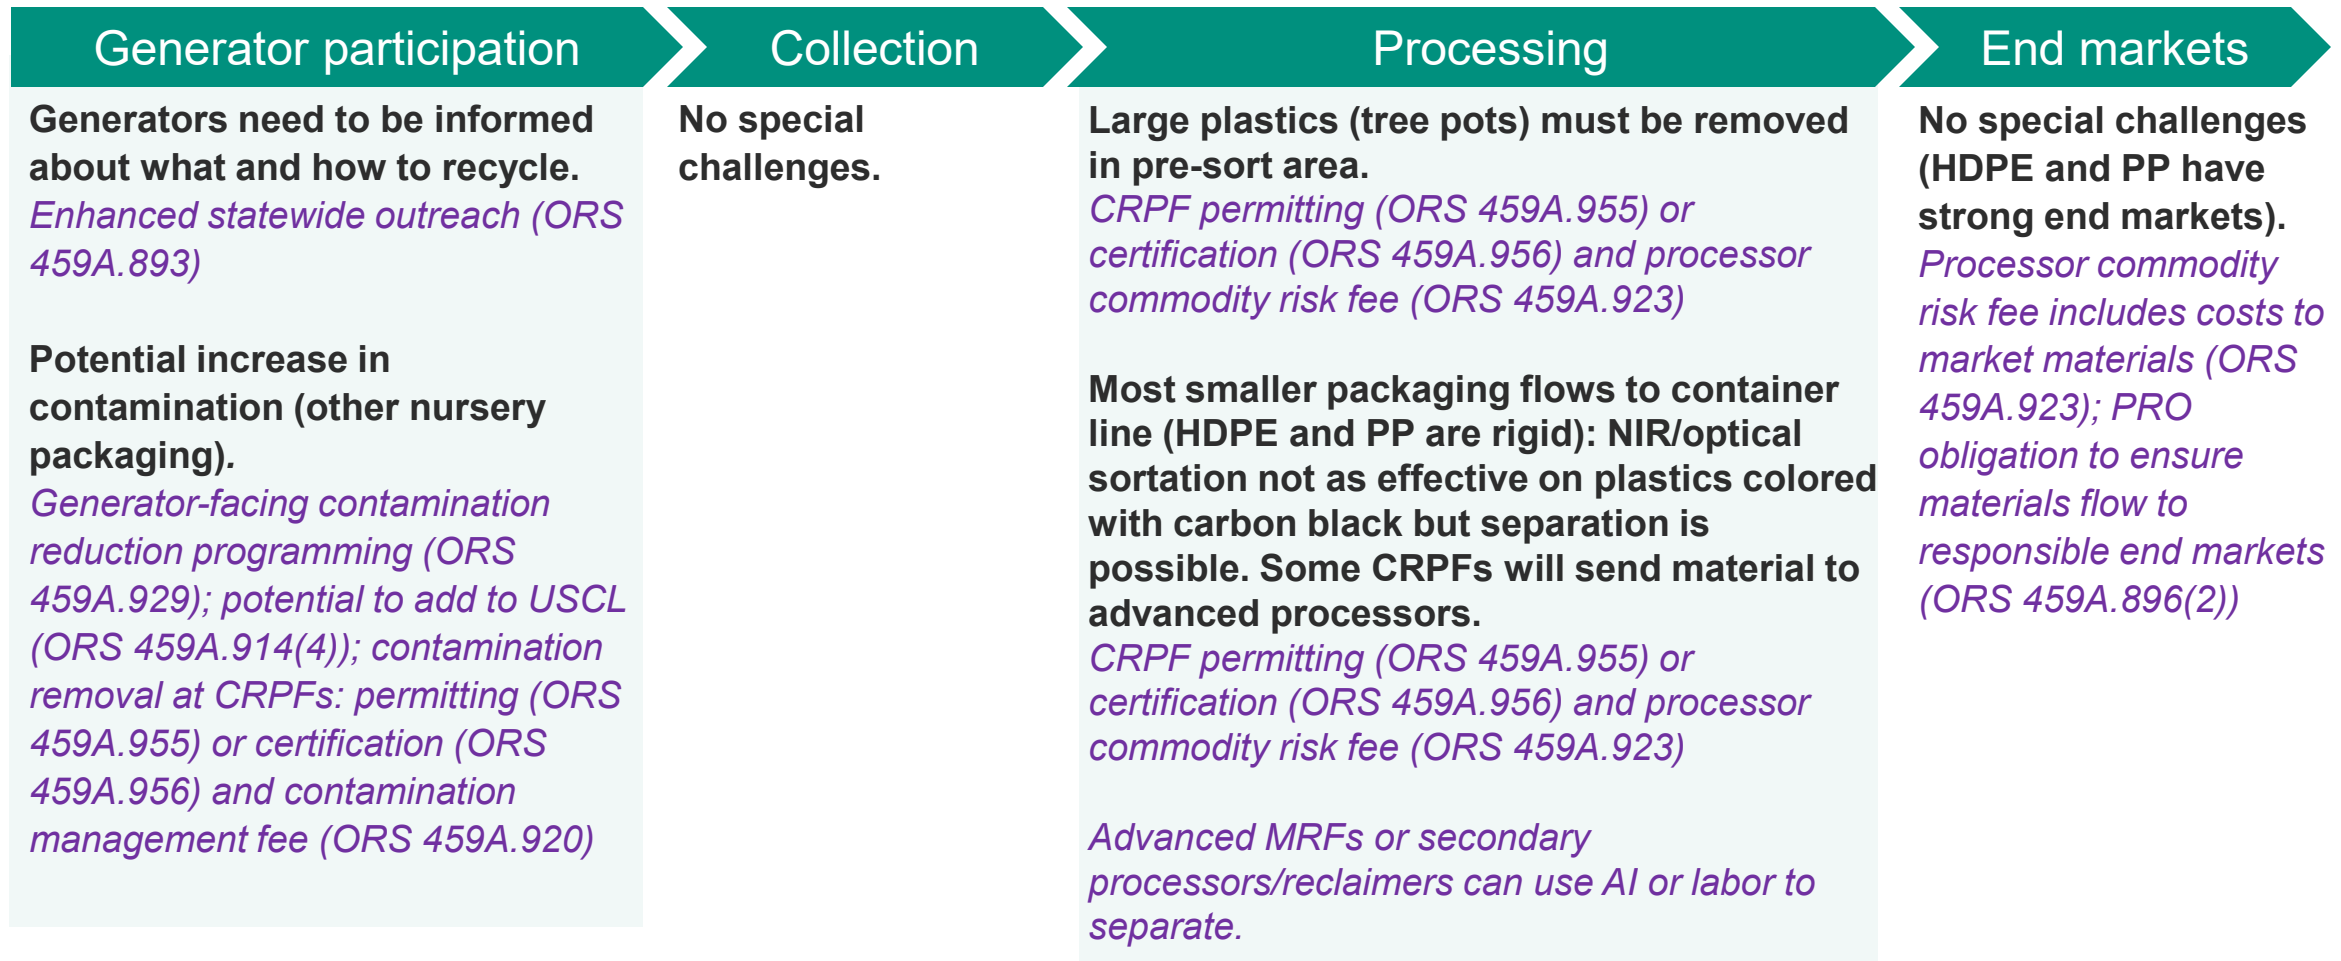 Generator participation
Generators need to be informed
about what and how to recycle.
Enhanced statewide outreach (ORS
459A.893)
Potential increase in
contamination (other nursery
packaging).
Generator-facing contamination
reduction programming (ORS
459A.929); potential to add to USCL
(ORS 459A.914(4)); contamination
removal at CRPFs: permitting (ORS
459A.955) or certification (ORS
459A.956) and contamination
management fee (ORS 459A.920)
Collection
No special
challenges.
Processing
Large plastics (tree pots) must be removed
in pre-sort area.
CRPF permitting (ORS 459A.955) or
certification (ORS 459A.956) and processor
commodity risk fee (ORS 459A.923)
Most smaller packaging flows to container
line (HDPE and PP are rigid): NIR/optical
sortation not as effective on plastics colored
with carbon black but separation is
possible. Some CRPFs will send material to
advanced processors.
CRPF permitting (ORS 459A.955) or
certification (ORS 459A.956) and processor
commodity risk fee (ORS 459A.923)
Advanced MRFs or secondary
processors/reclaimers can use AI or labor to
separate.
End markets
No special challenges
(HDPE and PP have
strong end markets).
Processor commodity
risk fee includes costs to
market materials (ORS
459A.923); PRO
obligation to ensure
materials flow to
responsible end markets
(ORS 459A.896(2))